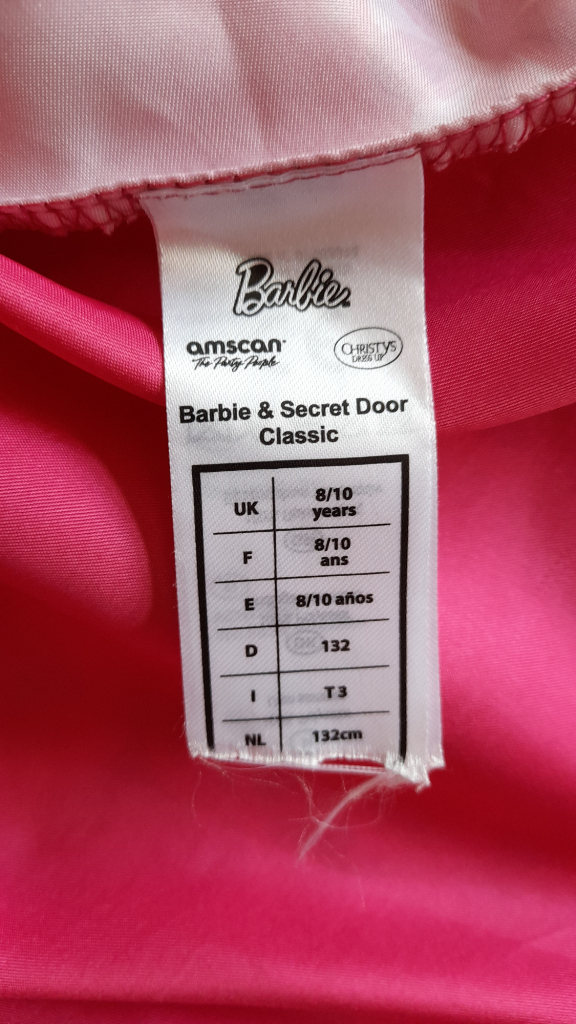 Barbie
amscan
The Party People
CHRISTYS
DRESS UP
Barbie & Secret Door
Classic
UK 8/10 years
F 8/10 ans
E 8/10 años
D 132
I T3
NL 132cm